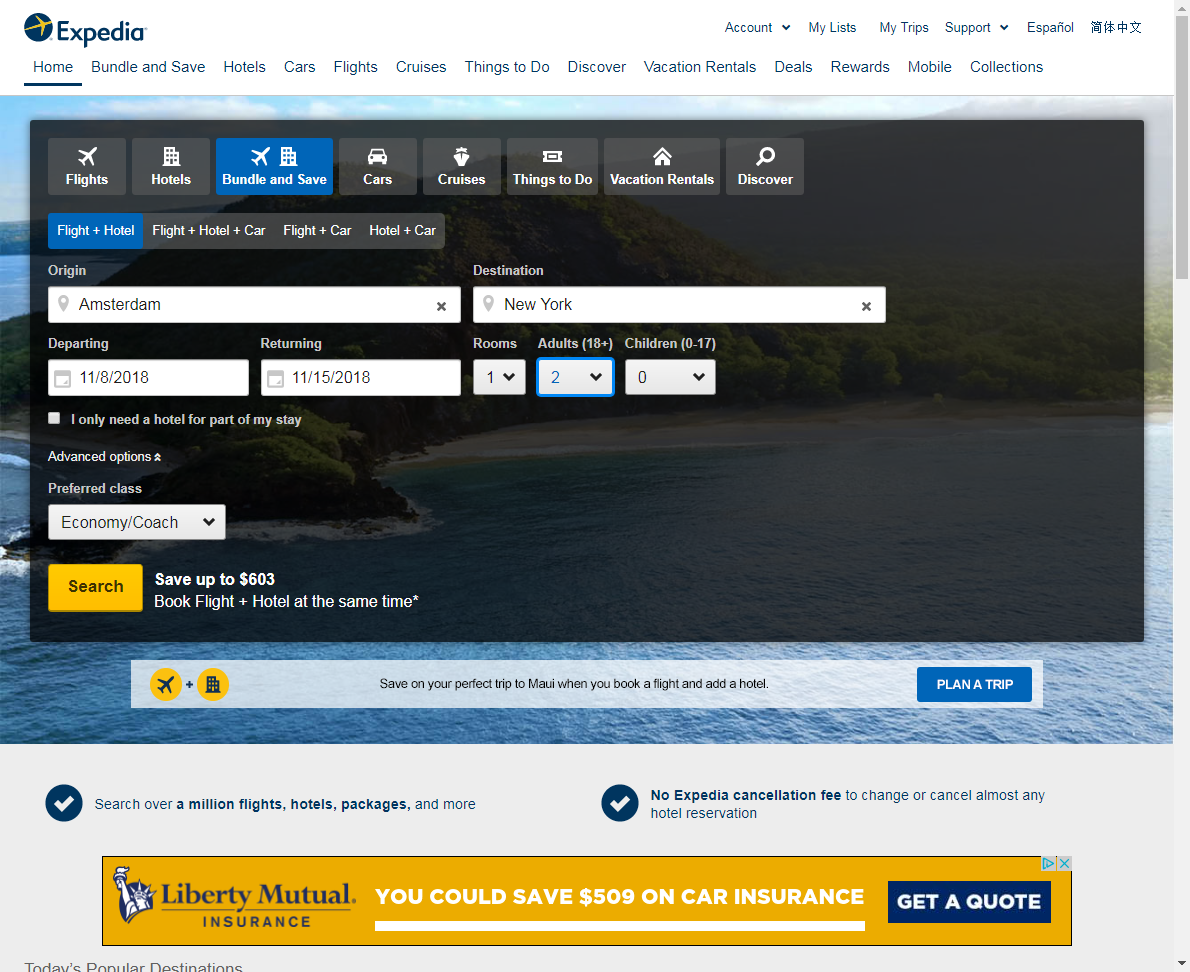 Expedia
Account My Lists My Trips Support Español 简体中文
Home Bundle and Save Hotels Cars Flights Cruises Things to Do Discover Vacation Rentals Deals Rewards Mobile Collections
Flights Hotels Bundle and Save Cars Cruises Things to Do Vacation Rentals Discover
Flight + Hotel Flight + Hotel + Car Flight + Car Hotel + Car
Origin Destination
Amsterdam New York
Departing Returning Rooms Adults (18+) Children (0-17)
11/8/2018 11/15/2018 1 2 0
I only need a hotel for part of my stay
Advanced options
Preferred class
Economy/Coach
Search
Save up to $603
Book Flight + Hotel at the same time*
Save on your perfect trip to Maui when you book a flight and add a hotel. PLAN A TRIP
Search over a million flights, hotels, packages, and more
No Expedia cancellation fee to change or cancel almost any
hotel reservation
Liberty Mutual.
INSURANCE
YOU COULD SAVE $509 ON CAR INSURANCE
GET A QUOTE
Today's Popular Destinations